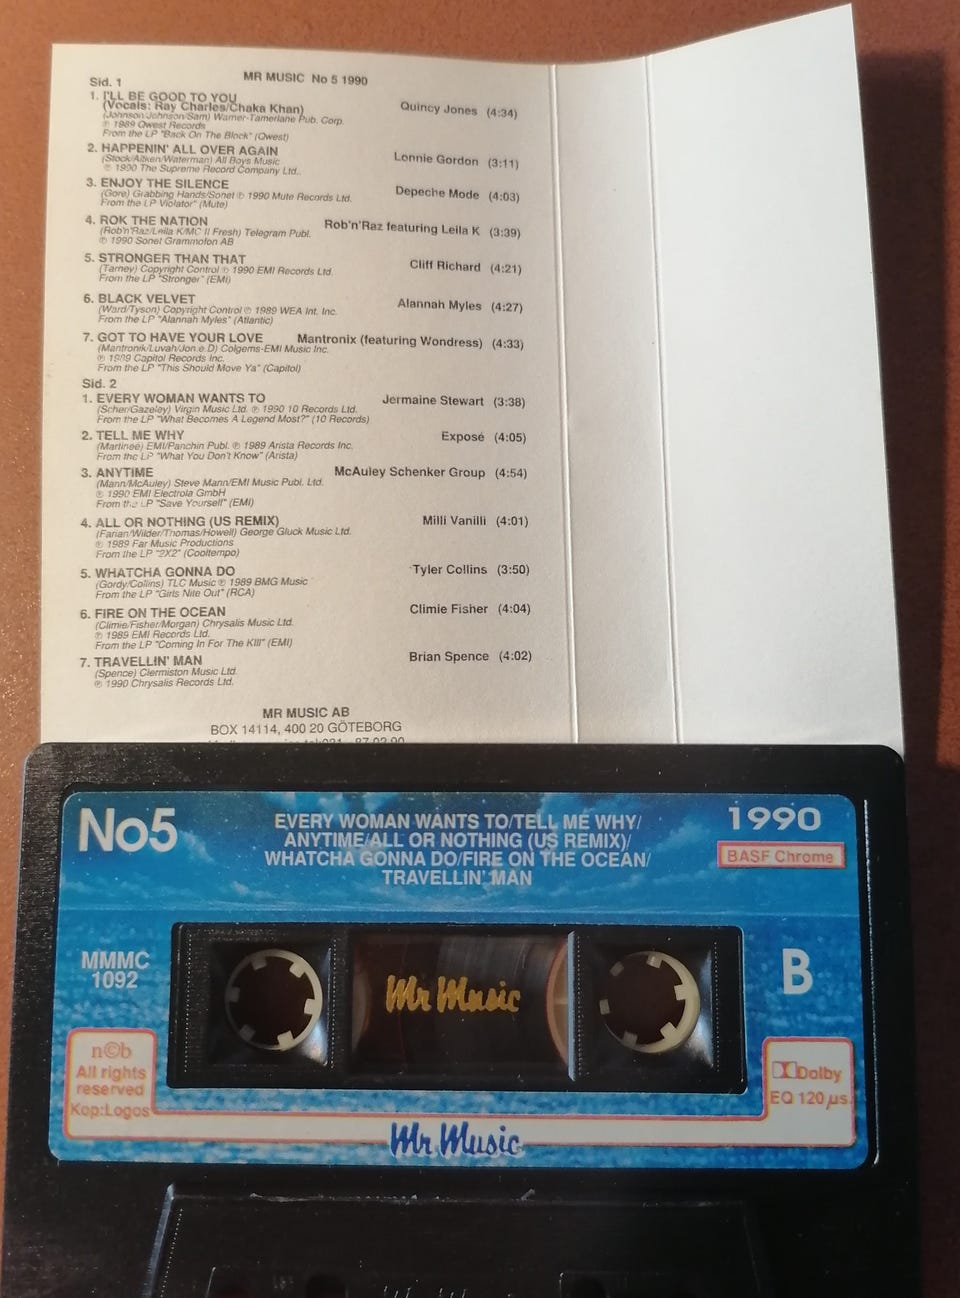 MR MUSIC No 5 1990
Sid. 1
1. I'LL BE GOOD TO YOU Quincy Jones (4:34)
(Vocals: Ray Charles/Chaka Khan)
(Johnson/Johnson/Sam) Warner-Tamerlane Pub. Corp.
℗ 1989 Qwest Records
From the LP "Back On The Block" (Qwest)
2. HAPPENIN' ALL OVER AGAIN Lonnie Gordon (3:11)
(Stock/Aitken/Waterman) All Boys Music
℗ 1990 The Supreme Record Company Ltd..
3. ENJOY THE SILENCE Depeche Mode (4:03)
(Gore) Grabbing Hands/Sonet ℗ 1990 Mute Records Ltd.
From the LP Violator" (Mute)
4. ROK THE NATION Rob'n'Raz featuring Leila K (3:39)
(Rob'n'Raz/Leila K/MC II Fresh) Telegram Publ.
℗ 1990 Sonet Grammofon AB
5. STRONGER THAN THAT Cliff Richard (4:21)
(Tarney) Copyright Control ℗ 1990 EMI Records Ltd.
From the LP "Stronger" (EMI)
6. BLACK VELVET Alannah Myles (4:27)
(Ward/Tyson) Copyright Control ℗ 1989 WEA Int. Inc.
From the LP "Alannah Myles" (Atlantic)
7. GOT TO HAVE YOUR LOVE Mantronix (featuring Wondress) (4:33)
(Mantronik/Luvah/Jon.e.D) Colgems-EMI Music Inc.
℗ 1989 Capitol Records Inc.
From the LP "This Should Move Ya" (Capitol)
Sid. 2
1. EVERY WOMAN WANTS TO Jermaine Stewart (3:38)
(Scher/Gazeley) Virgin Music Ltd. ℗ 1990 10 Records Ltd.
From the LP "What Becomes A Legend Most?" (10 Records)
2. TELL ME WHY Exposé (4:05)
(Martineé) EMI/Panchin Publ. ℗ 1989 Arista Records Inc.
From the LP "What You Don't Know" (Arista)
3. ANYTIME McAuley Schenker Group (4:54)
(Mann/McAuley) Steve Mann/EMI Music Publ. Ltd.
℗ 1990 EMI Electrola GmbH
From the LP "Save Yourself" (EMI)
4. ALL OR NOTHING (US REMIX) Milli Vanilli (4:01)
(Farian/Wilder/Thomas/Howell) George Gluck Music Ltd.
℗ 1989 Far Music Productions
From the LP "2X2" (Cooltempo)
5. WHATCHA GONNA DO Tyler Collins (3:50)
(Gordy/Collins) TLC Music ℗ 1989 BMG Music
From the LP "Girls Nite Out" (RCA)
6. FIRE ON THE OCEAN Climie Fisher (4:04)
(Climie/Fisher/Morgan) Chrysalis Music Ltd.
℗ 1989 EMI Records Ltd.
From the LP "Coming In For The Kill" (EMI)
7. TRAVELLIN' MAN Brian Spence (4:02)
(Spence) Clermiston Music Ltd.
℗ 1990 Chrysalis Records Ltd.
MR MUSIC AB
BOX 14114, 400 20 GÖTEBORG
No5
EVERY WOMAN WANTS TO/TELL ME WHY/
ANYTIME/ALL OR NOTHING (US REMIX)/
WHATCHA GONNA DO/FIRE ON THE OCEAN/
TRAVELLIN' MAN
1990
BASF Chrome
MMMC
1092
Mr Music
B
n©b
All rights
reserved
Kop:Logos
Dolby
EQ 120 µs.
Mr Music